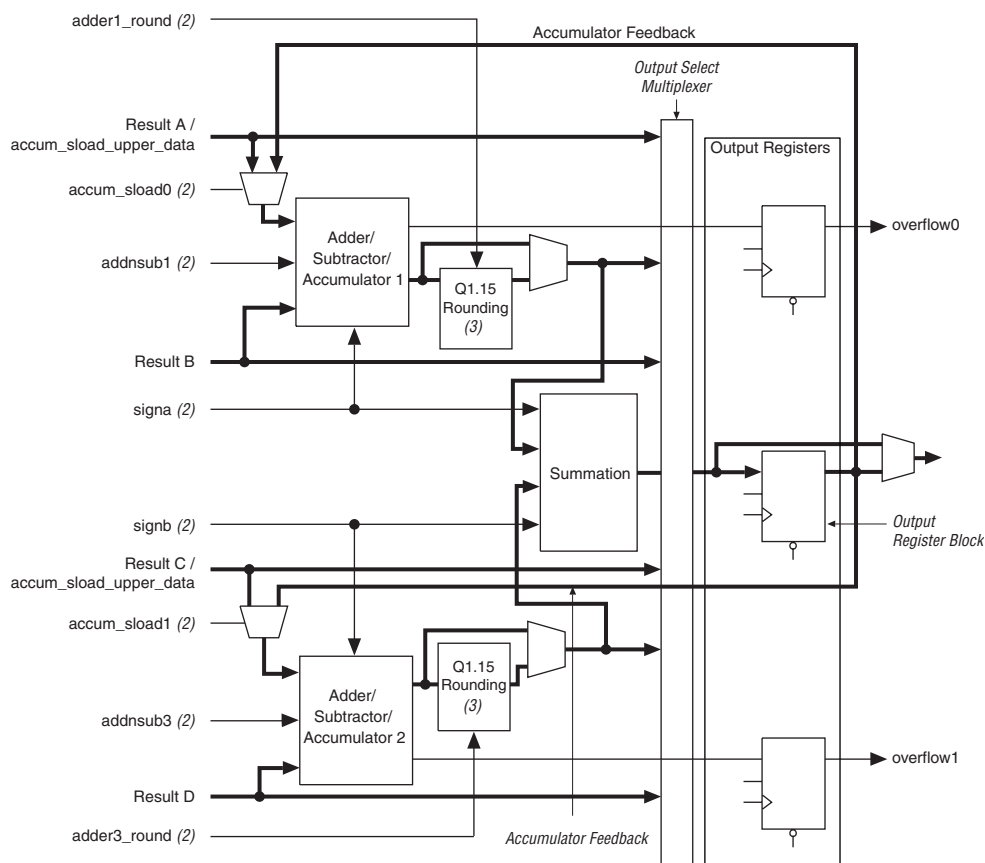 adder1_round (2)
Accumulator Feedback
Output Select
Multiplexer
Result A /
accum_sload_upper_data
Output Registers
accum_sload0 (2)
overflow0
Adder/
Subtractor/
Accumulator 1
addnsub1 (2)
Q1.15
Rounding
(3)
Result B
signa (2)
Summation
signb (2)
Output
Register Block
Result C /
accum_sload_upper_data
accum_sload1 (2)
Q1.15
Rounding
(3)
Adder/
Subtractor/
Accumulator 2
addnsub3 (2)
overflow1
Result D
adder3_round (2)
Accumulator Feedback